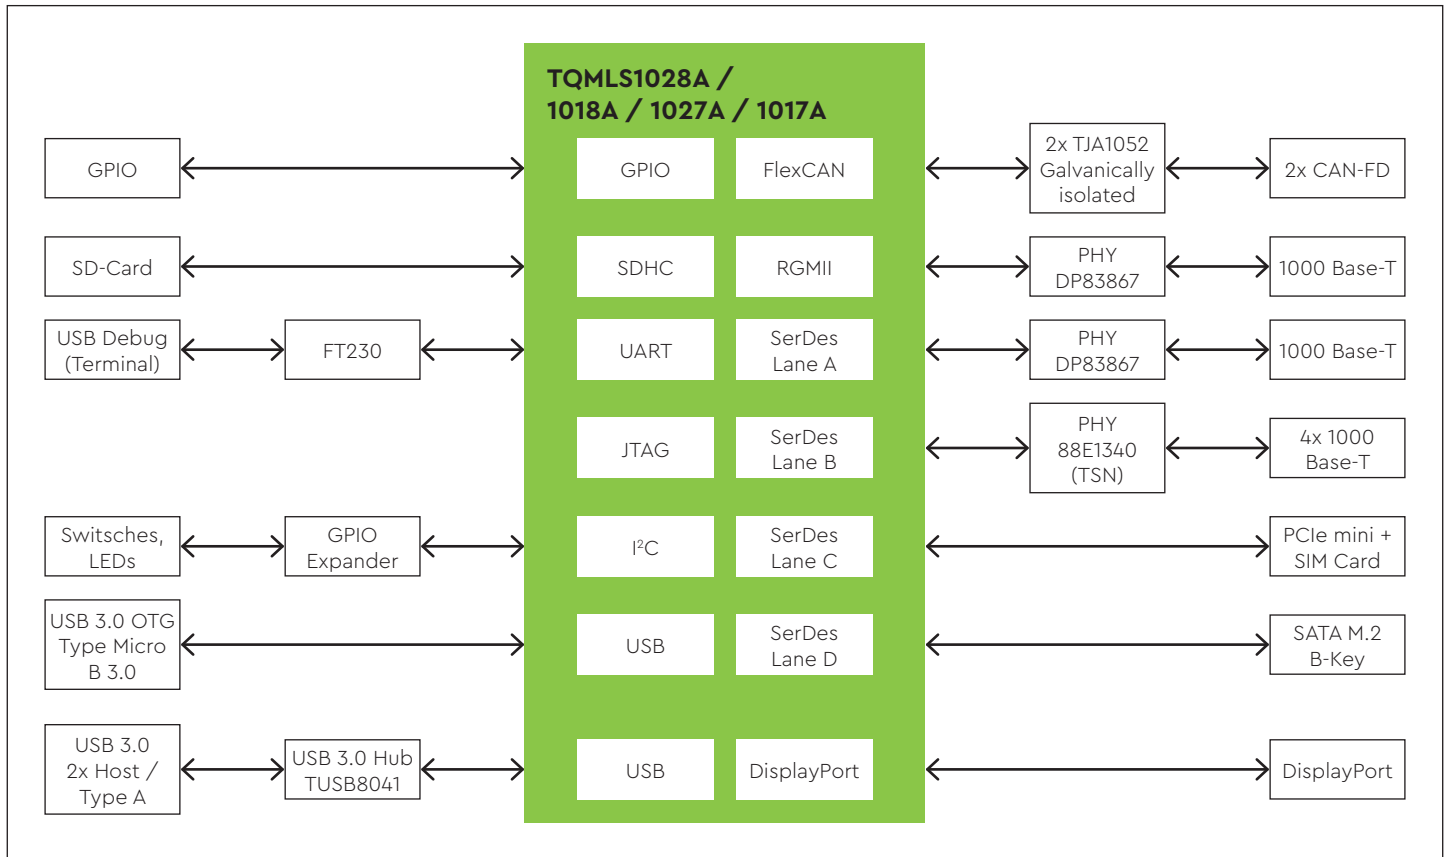 TQMLS1028A /
1018A / 1027A / 1017A
GPIO
GPIO
FlexCAN
2x TJA1052
Galvanically
isolated
2x CAN-FD
SD-Card
SDHC
RGMII
PHY
DP83867
1000 Base-T
USB Debug
(Terminal)
FT230
UART
SerDes
Lane A
PHY
DP83867
1000 Base-T
JTAG
SerDes
Lane B
PHY
88E1340
(TSN)
4x 1000
Base-T
Switsches,
LEDs
GPIO
Expander
I²C
SerDes
Lane C
PCIe mini +
SIM Card
USB 3.0 OTG
Type Micro
B 3.0
USB
SerDes
Lane D
SATA M.2
B-Key
USB 3.0
2x Host /
Type A
USB 3.0 Hub
TUSB8041
USB
DisplayPort
DisplayPort